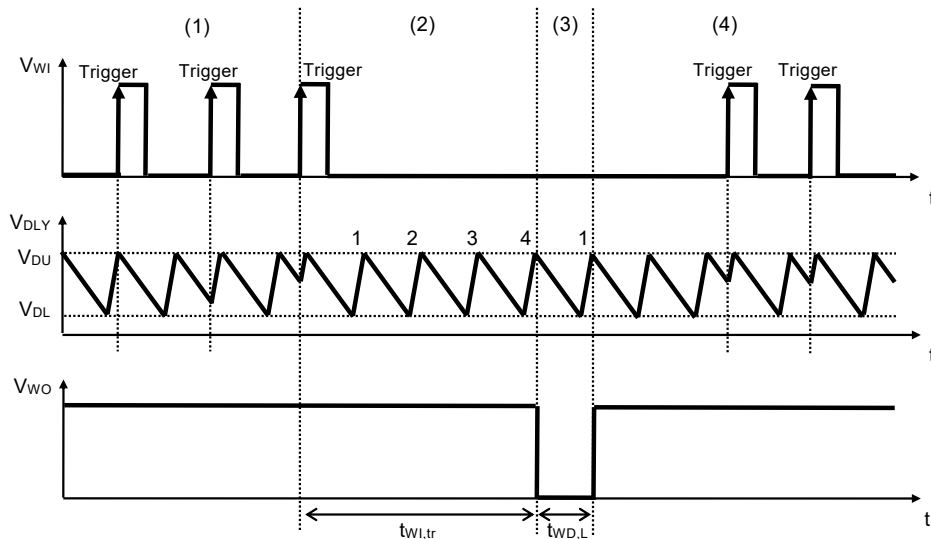 (1) (2) (3) (4)
VWI
Trigger Trigger Trigger Trigger Trigger
t
VDLY
VDU
1 2 3 4 1
VDL
t
VWO
t
tWI,tr tWD,L